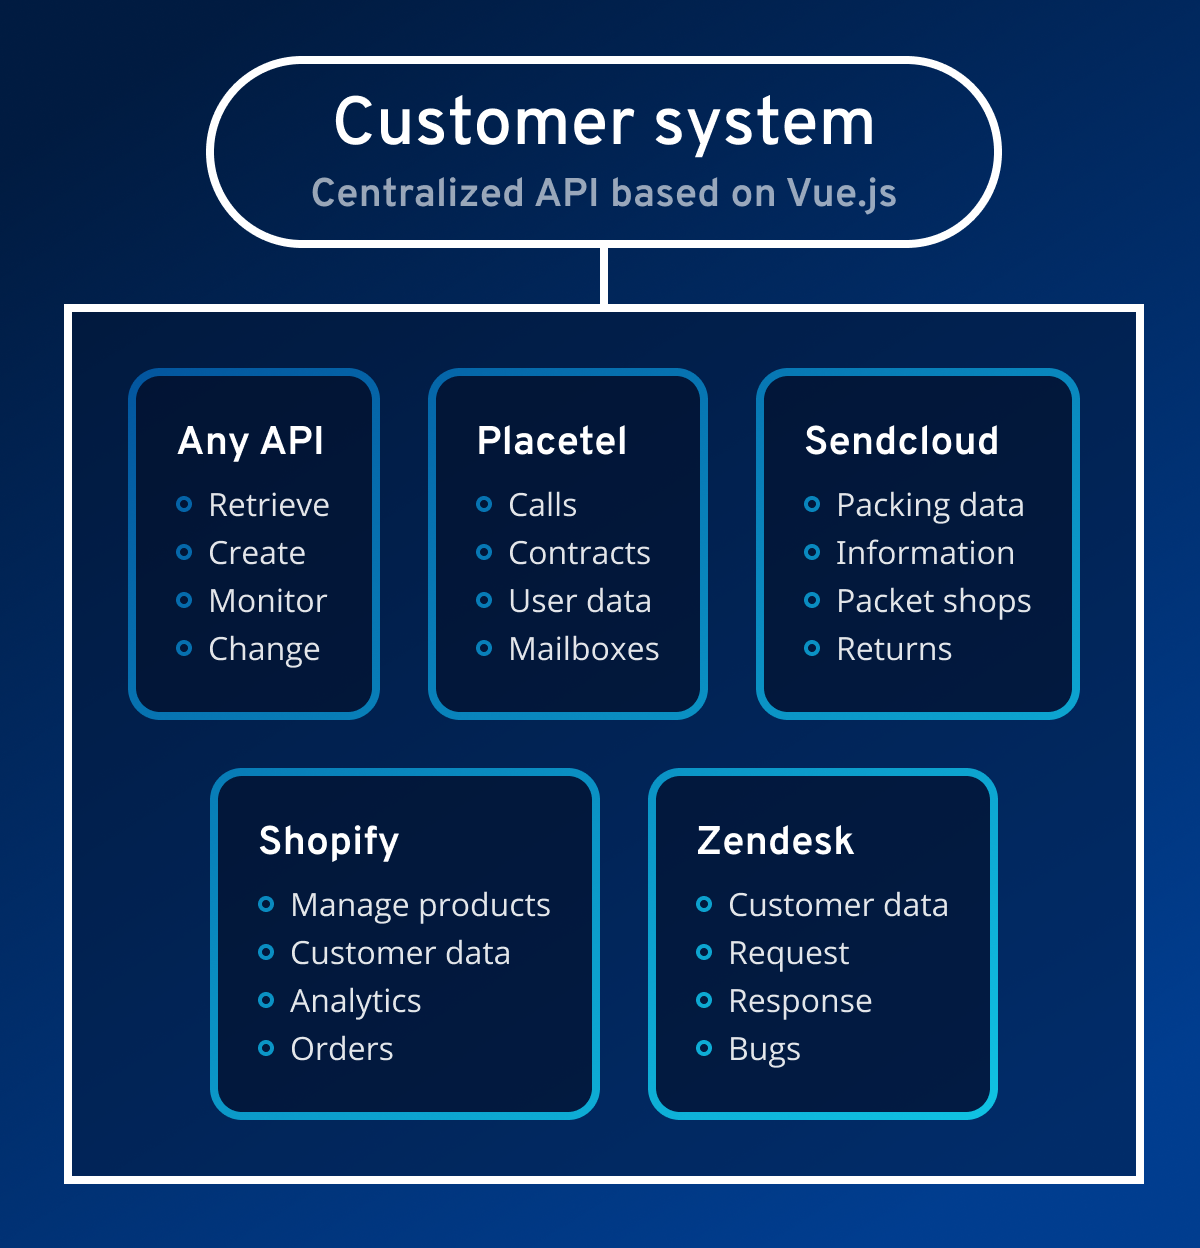 Customer system
Centralized API based on Vue.js
Any API
Retrieve
Create
Monitor
Change
Placetel
Calls
Contracts
User data
Mailboxes
Sendcloud
Packing data
Information
Packet shops
Returns
Shopify
Manage products
Customer data
Analytics
Orders
Zendesk
Customer data
Request
Response
Bugs